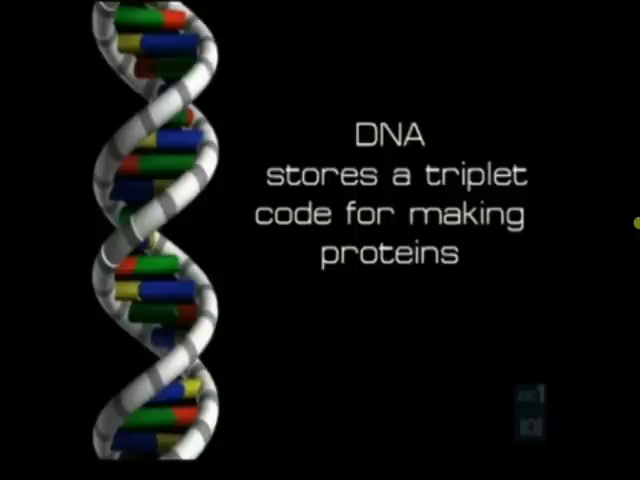 DNA
stores a triplet
code for making
proteins